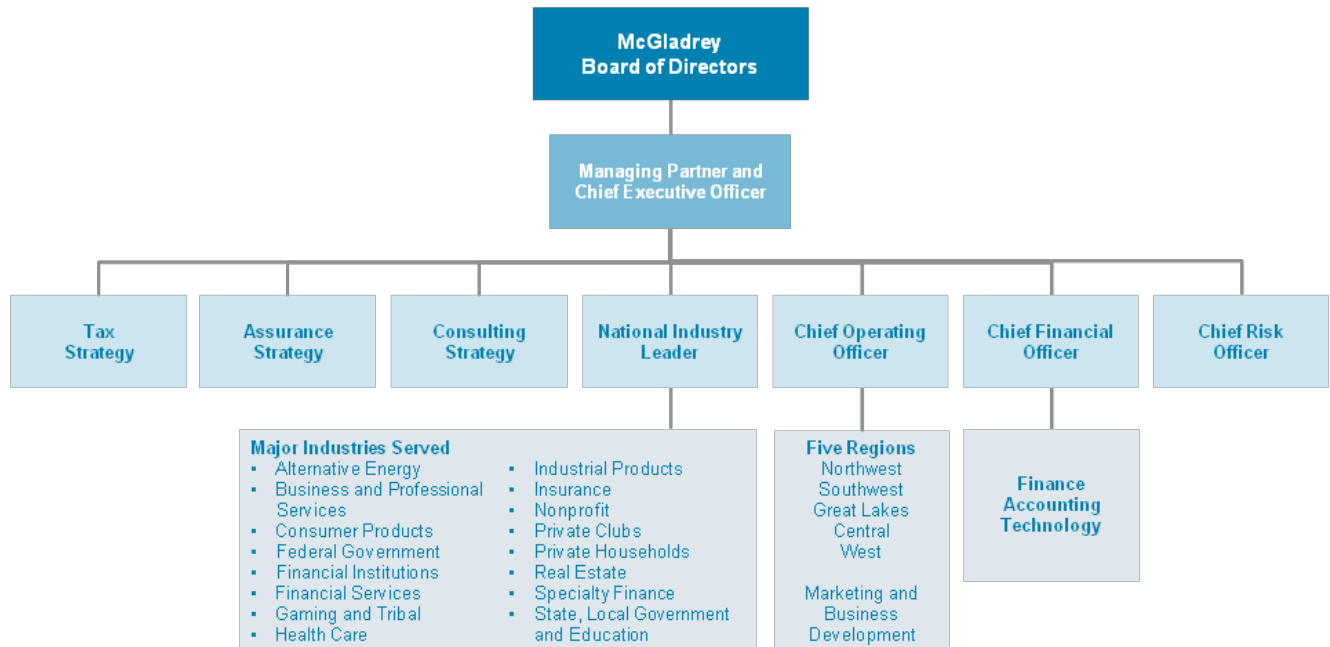 McGladrey
Board of Directors
Managing Partner and
Chief Executive Officer
Tax
Strategy
Assurance
Strategy
Consulting
Strategy
National Industry
Leader
Chief Operating
Officer
Chief Financial
Officer
Chief Risk
Officer
Major Industries Served
▪ Alternative Energy
▪ Business and Professional
Services
▪ Consumer Products
▪ Federal Government
▪ Financial Institutions
▪ Financial Services
▪ Gaming and Tribal
▪ Health Care
▪ Industrial Products
▪ Insurance
▪ Nonprofit
▪ Private Clubs
▪ Private Households
▪ Real Estate
▪ Specialty Finance
▪ State, Local Government
and Education
Five Regions
Northwest
Southwest
Great Lakes
Central
West
Marketing and
Business
Development
Finance
Accounting
Technology